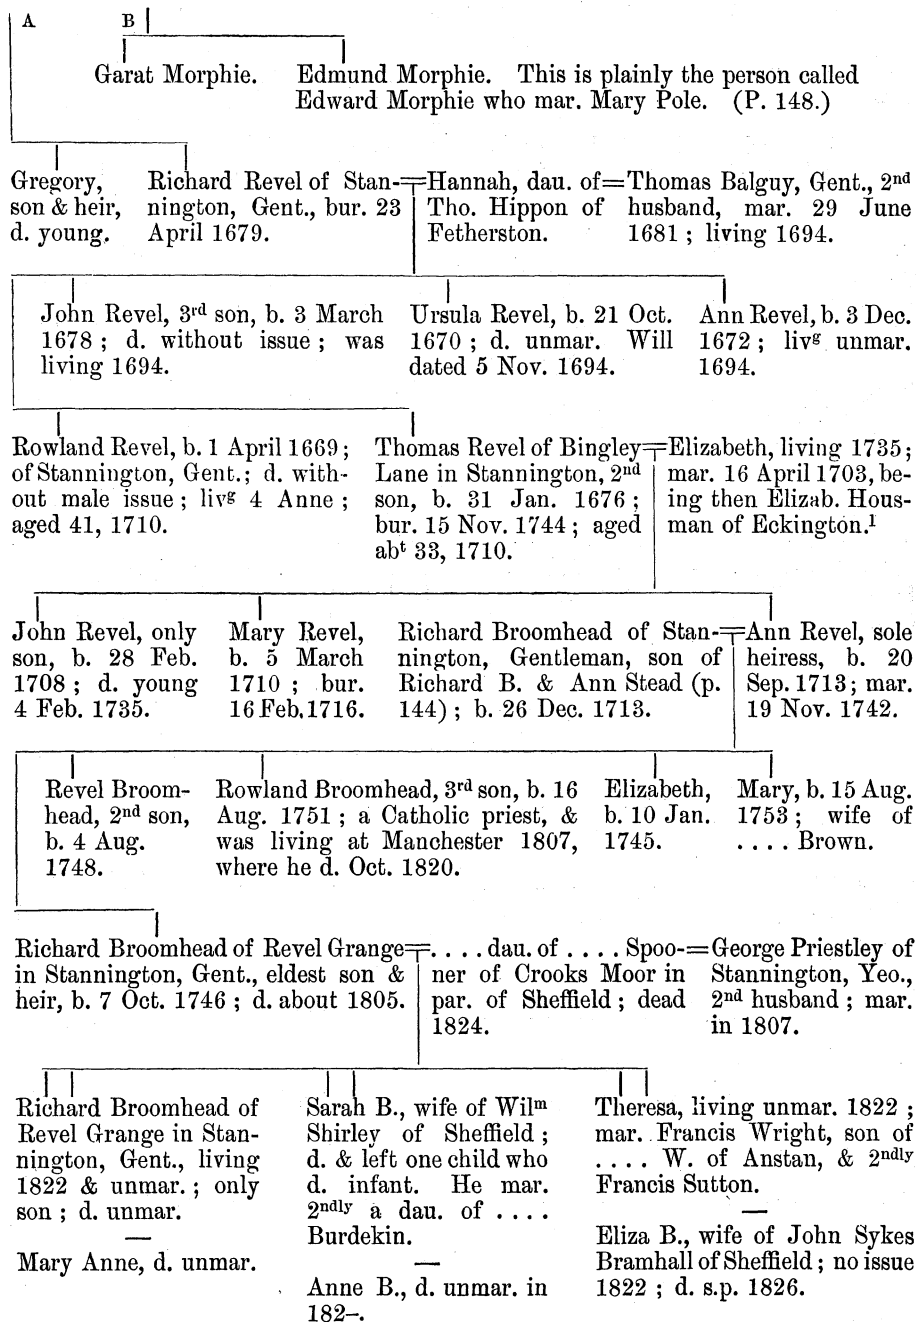 A B
Garat Morphie.
Edmund Morphie. This is plainly the person called
Edward Morphie who mar. Mary Pole. (P. 148.)
Gregory,
son & heir,
d. young.
Richard Revel of Stan-
nington, Gent., bur. 23
April 1679.
Hannah, dau. of
Tho. Hippon of
Fetherston.
Thomas Balguy, Gent., 2nd
husband, mar. 29 June
1681 ; living 1694.
John Revel, 3rd son, b. 3 March
1678 ; d. without issue ; was
living 1694.
Ursula Revel, b. 21 Oct.
1670 ; d. unmar. Will
dated 5 Nov. 1694.
Ann Revel, b. 3 Dec.
1672 ; livg unmar.
1694.
Rowland Revel, b. 1 April 1669 ;
of Stannington, Gent. ; d. with-
out male issue ; livg 4 Anne ;
aged 41, 1710.
Thomas Revel of Bingley
Lane in Stannington, 2nd
son, b. 31 Jan. 1676 ;
bur. 15 Nov. 1744 ; aged
abt 33, 1710.
Elizabeth, living 1735 ;
mar. 16 April 1703, be-
ing then Elizab. Hous-
man of Eckington.1
John Revel, only
son, b. 28 Feb.
1708 ; d. young
4 Feb. 1735.
Mary Revel,
b. 5 March
1710 ; bur.
16 Feb. 1716.
Richard Broomhead of Stan-
nington, Gentleman, son of
Richard B. & Ann Stead (p.
144) ; b. 26 Dec. 1713.
Ann Revel, sole
heiress, b. 20
Sep. 1713 ; mar.
19 Nov. 1742.
Revel Broom-
head, 2nd son,
b. 4 Aug.
1748.
Rowland Broomhead, 3rd son, b. 16
Aug. 1751 ; a Catholic priest, &
was living at Manchester 1807,
where he d. Oct. 1820.
Elizabeth,
b. 10 Jan.
1745.
Mary, b. 15 Aug.
1753 ; wife of
. . . . Brown.
Richard Broomhead of Revel Grange
in Stannington, Gent., eldest son &
heir, b. 7 Oct. 1746 ; d. about 1805.
. . . . dau. of . . . . Spoo-
ner of Crooks Moor in
par. of Sheffield ; dead
1824.
George Priestley of
Stannington, Yeo.,
2nd husband ; mar.
in 1807.
Richard Broomhead of
Revel Grange in Stan-
nington, Gent., living
1822 & unmar. ; only
son ; d. unmar.
—
Mary Anne, d. unmar.
Sarah B., wife of Wilm
Shirley of Sheffield ;
d. & left one child who
d. infant. He mar.
2ndly a dau. of . . . .
Burdekin.
—
Anne B., d. unmar. in
182–.
Theresa, living unmar. 1822 ;
mar. Francis Wright, son of
. . . . W. of Anstan, & 2ndly
Francis Sutton.
—
Eliza B., wife of John Sykes
Bramhall of Sheffield ; no issue
1822 ; d. s.p. 1826.